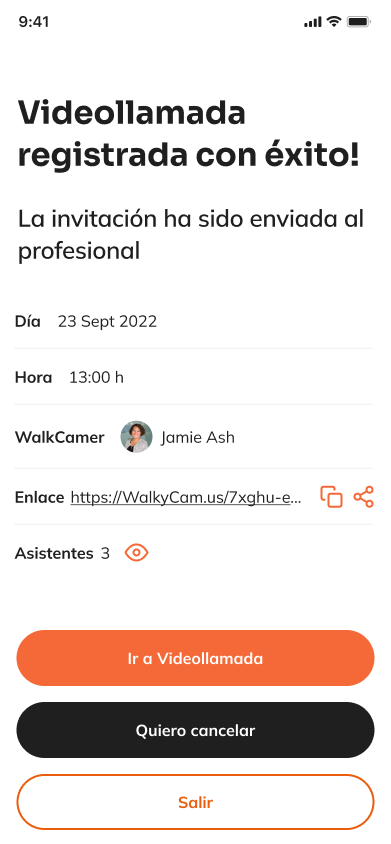 9:41
Videollamada
registrada con éxito!
La invitación ha sido enviada al
profesional
Día 23 Sept 2022
Hora 13:00 h
WalkCamer Jamie Ash
Enlace https://WalkyCam.us/7xghu-e...
Asistentes 3
Ir a Videollamada
Quiero cancelar
Salir